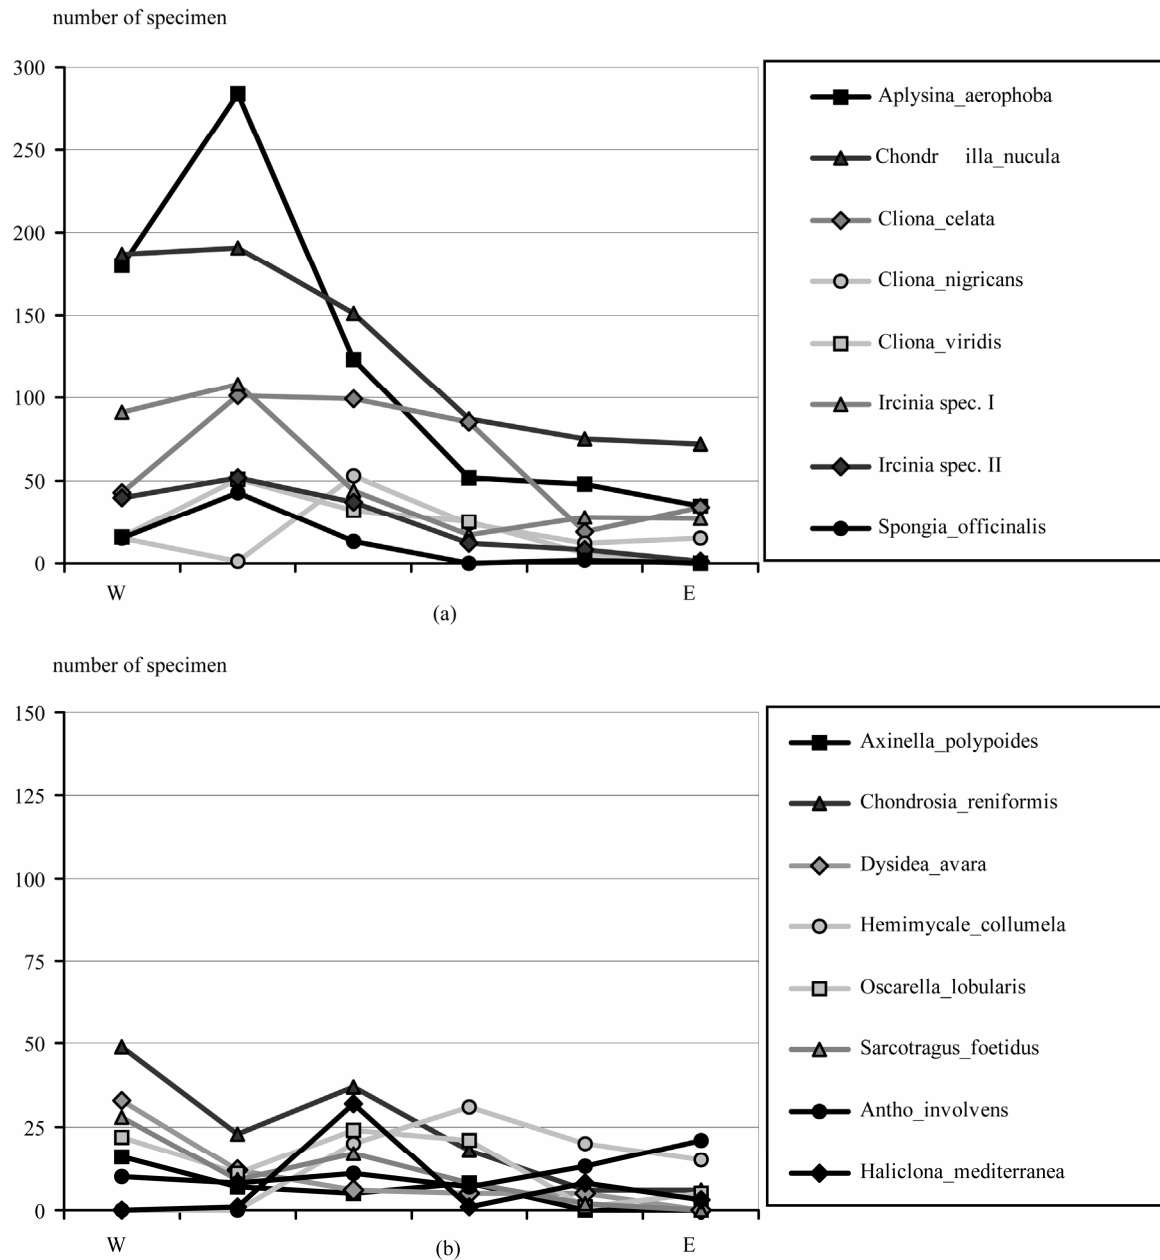 number of specimen
300
250
200
150
100
50
0
W
E
(a)
Aplysina_aerophoba
Chondr illa_nucula
Cliona_celata
Cliona_nigricans
Cliona_viridis
Ircinia spec. I
Ircinia spec. II
Spongia_officinalis
number of specimen
150
125
100
75
50
25
0
W
E
(b)
Axinella_polypoides
Chondrosia_reniformis
Dysidea_avara
Hemimycale_collumela
Oscarella_lobularis
Sarcotragus_foetidus
Antho_involvens
Haliclona_mediterranea